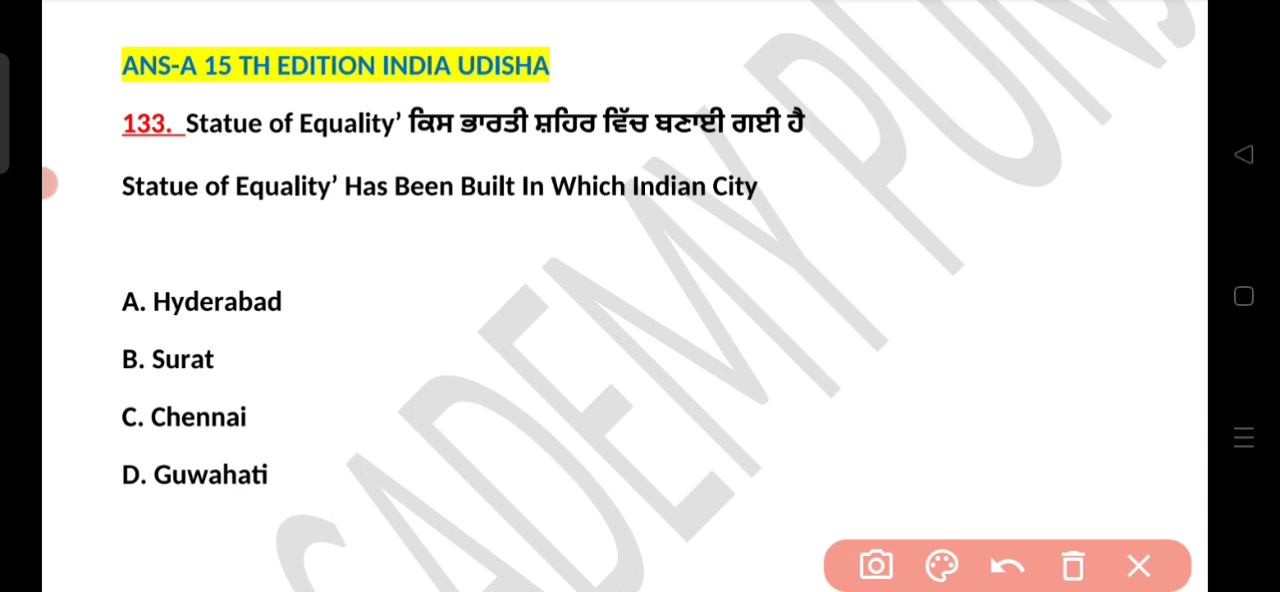 ANS-A 15 TH EDITION INDIA UDISHA
133. Statue of Equality’ ਕਿਸ ਭਾਰਤੀ ਸ਼ਹਿਰ ਵਿੱਚ ਬਣਾਈ ਗਈ ਹੈ
Statue of Equality’ Has Been Built In Which Indian City
A. Hyderabad
B. Surat
C. Chennai
D. Guwahati